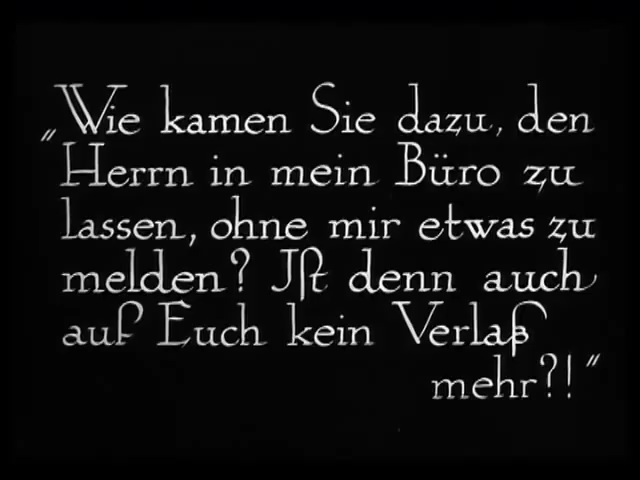 „Wie kamen Sie dazu, den
Herrn in mein Büro zu
lassen, ohne mir etwas zu
melden? Ist denn auch
auf Euch kein Verlaß
mehr?!"